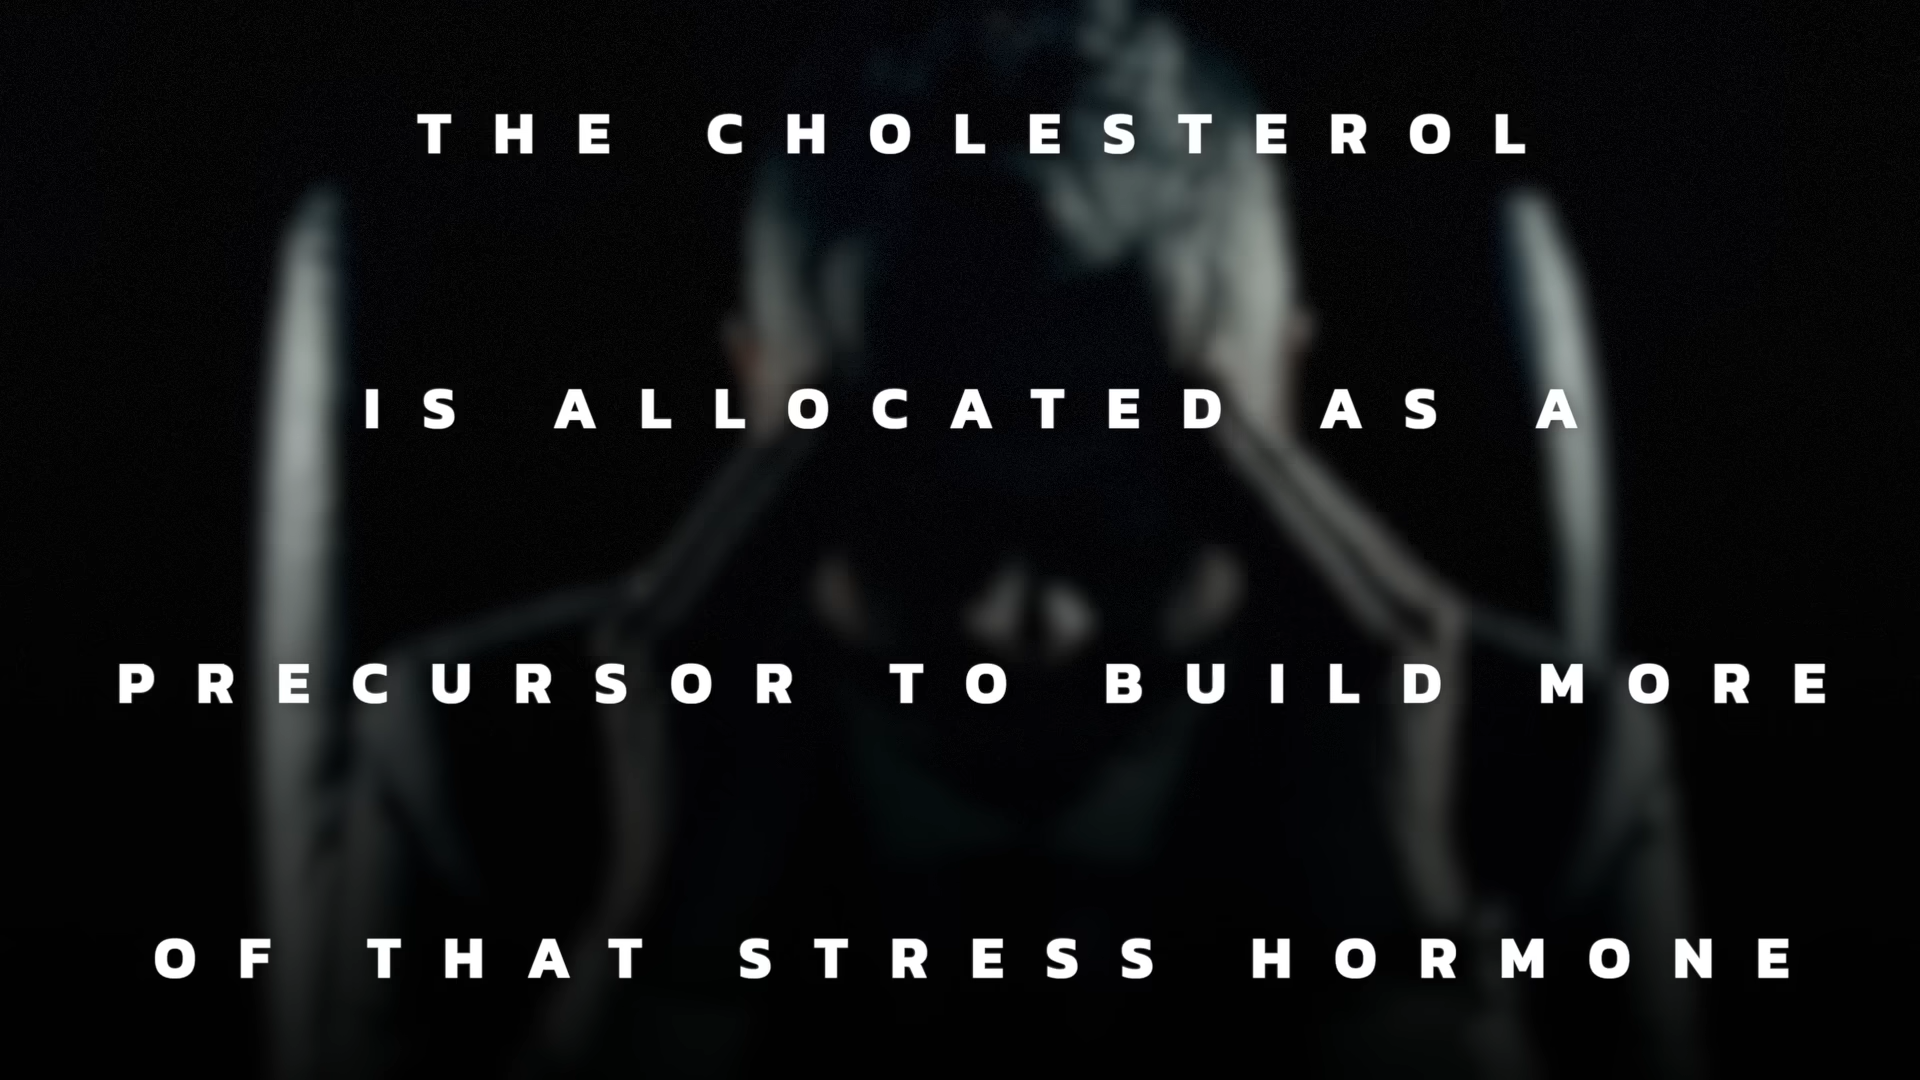 THE CHOLESTEROL
IS ALLOCATED AS A
PRECURSOR TO BUILD MORE
OF THAT STRESS HORMONE